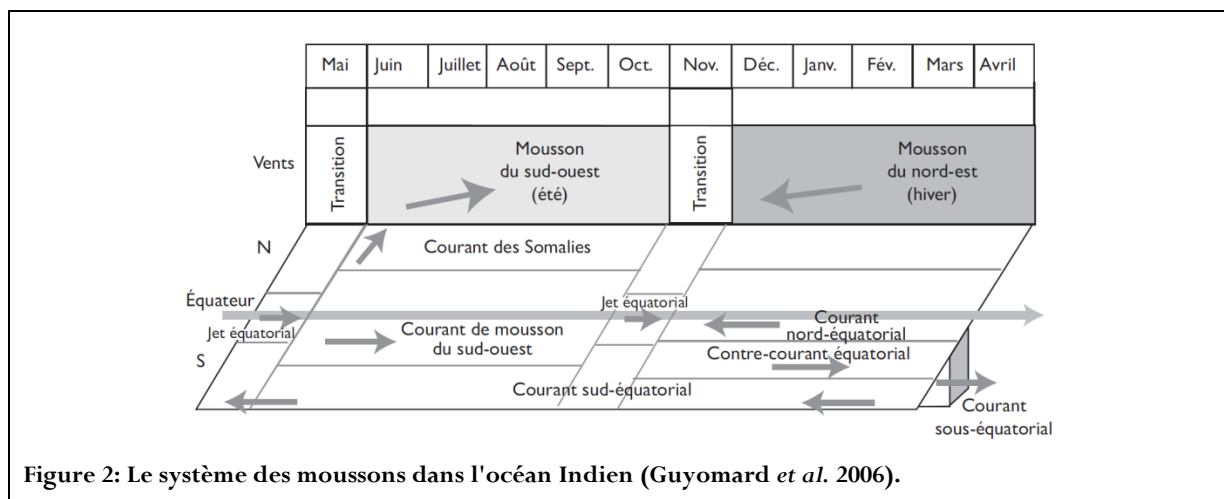 Mai Juin Juillet Août Sept. Oct. Nov. Déc. Janv. Fév. Mars Avril
Vents
Transition
Mousson
du sud-ouest
(été)
Transition
Mousson
du nord-est
(hiver)
N
Courant des Somalies
Équateur
Jet équatorial
Jet équatorial
Courant de mousson
du sud-ouest
Courant
nord-équatorial
S
Contre-courant équatorial
Courant sud-équatorial
Courant
sous-équatorial
Figure 2: Le système des moussons dans l'océan Indien (Guyomard et al. 2006).